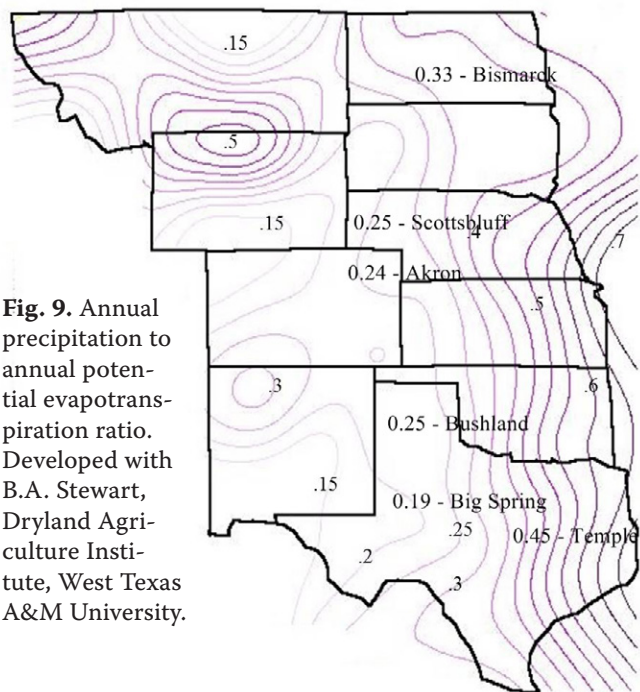 .15
0.33 - Bismarck
.5
.15
0.25 - Scottsbluff
.4
.7
0.24 - Akron
.5
.3
.6
0.25 - Bushland
.15
0.19 - Big Spring
.25
0.45 - Temple
.2
.3
Fig. 9. Annual
precipitation to
annual poten-
tial evapotrans-
piration ratio.
Developed with
B.A. Stewart,
Dryland Agri-
culture Insti-
tute, West Texas
A&M University.